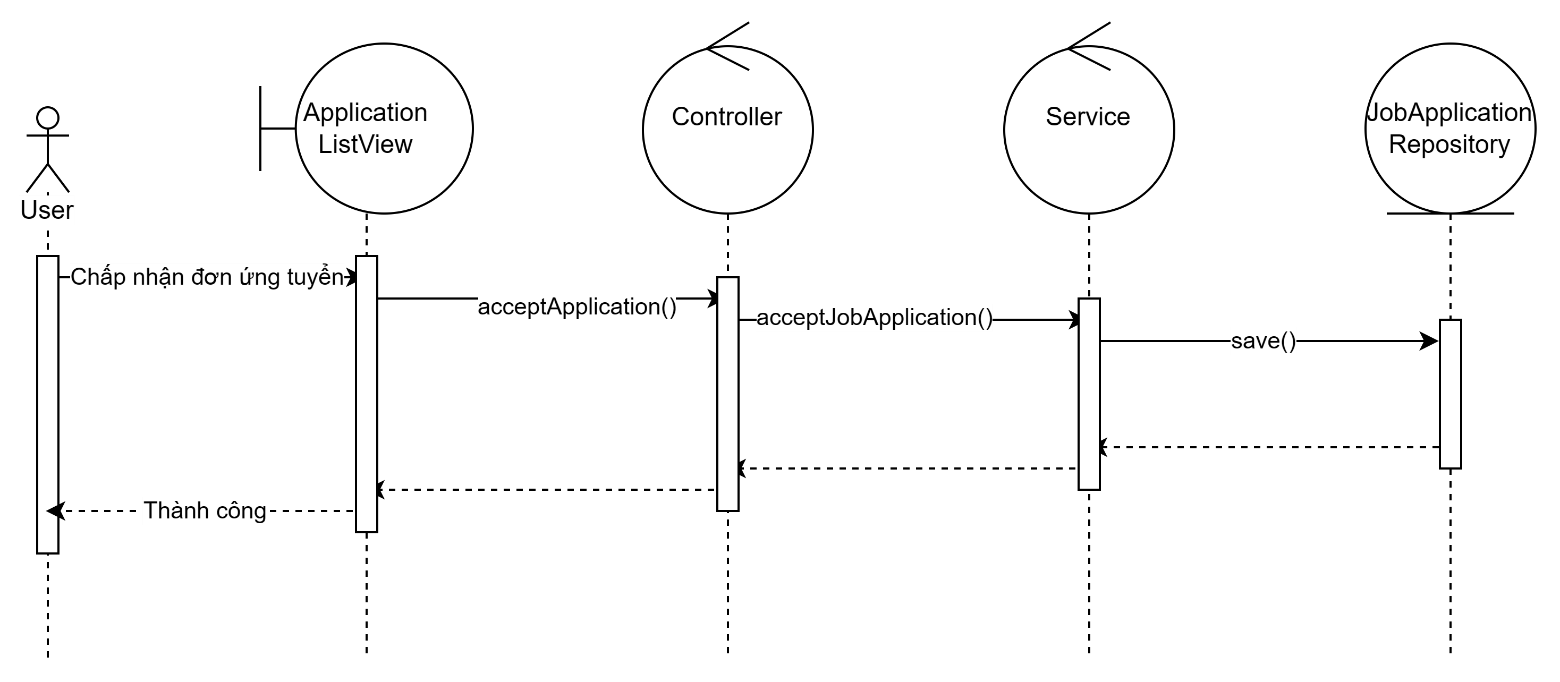 Application
ListView
Controller
Service
JobApplication
Repository
User
Chấp nhận đơn ứng tuyển
acceptApplication()
acceptJobApplication()
save()
Thành công